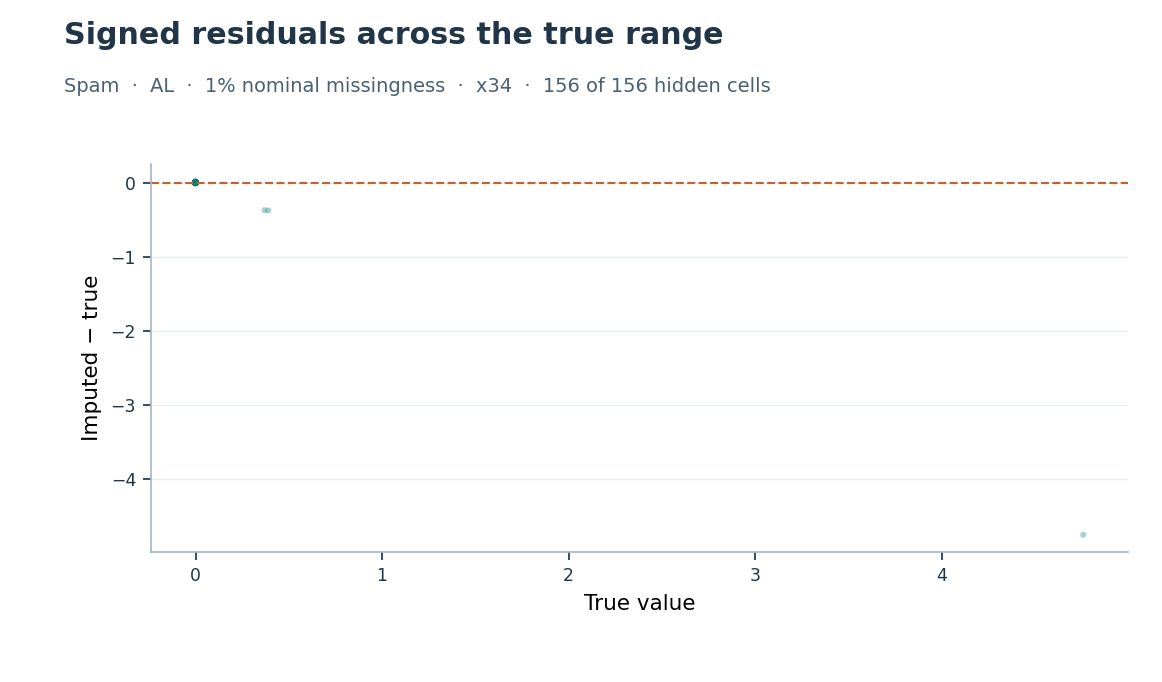 Signed residuals across the true range
Spam · AL · 1% nominal missingness · x34 · 156 of 156 hidden cells
0
−1
−2
−3
−4
Imputed − true
0 1 2 3 4
True value